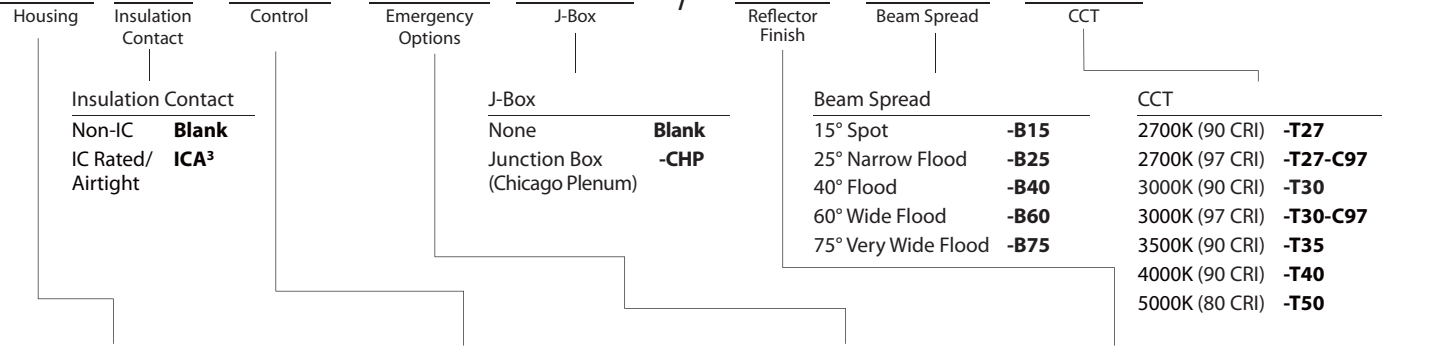 Housing Insulation Contact Control Emergency Options J-Box / Reflector Finish Beam Spread CCT
Insulation Contact
Non-IC Blank
IC Rated/ Airtight ICA³
J-Box
None Blank
Junction Box (Chicago Plenum) -CHP
Beam Spread
15° Spot -B15
25° Narrow Flood -B25
40° Flood -B40
60° Wide Flood -B60
75° Very Wide Flood -B75
CCT
2700K (90 CRI) -T27
2700K (97 CRI) -T27-C97
3000K (90 CRI) -T30
3000K (97 CRI) -T30-C97
3500K (90 CRI) -T35
4000K (90 CRI) -T40
5000K (80 CRI) -T50